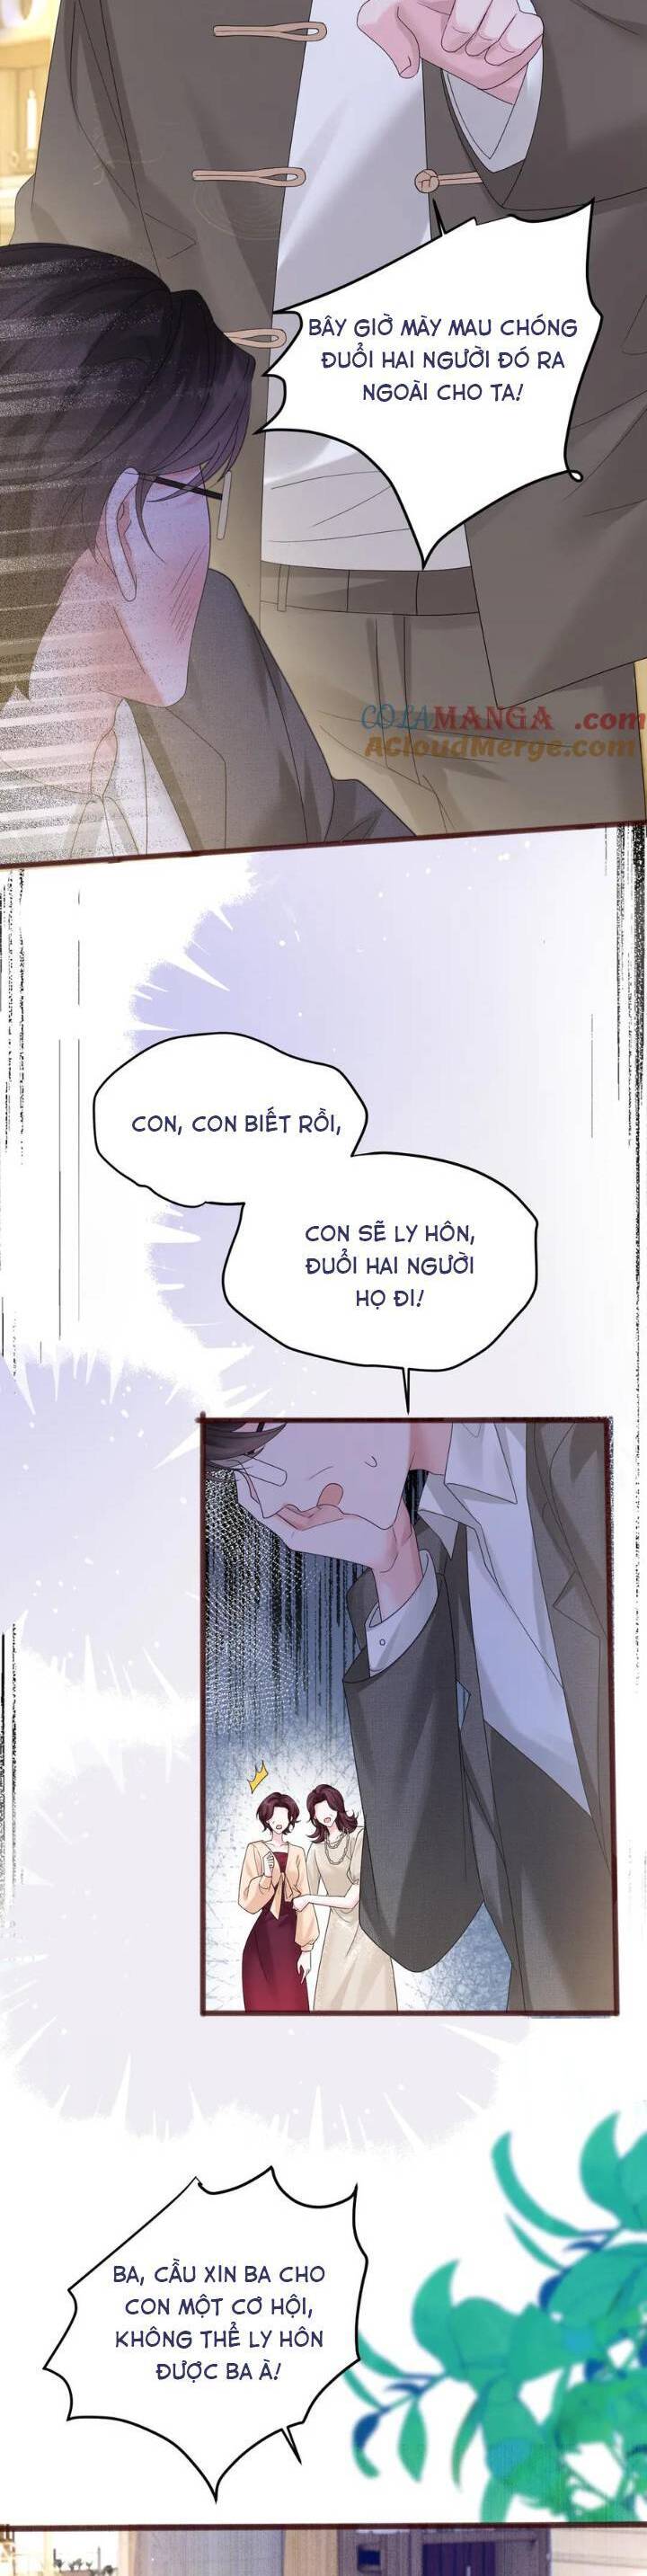 BÂY GIỜ MÀY MAU CHÓNG
ĐUỔI HAI NGƯỜI ĐÓ RA
NGOÀI CHO TA!
COLAMANGA.com
ACloudMerge.com
CON, CON BIẾT RỒI,
CON SẼ LY HÔN,
ĐUỔI HAI NGƯỜI
HỌ ĐI!
BA, CẦU XIN BA CHO
CON MỘT CƠ HỘI,
KHÔNG THỂ LY HÔN
ĐƯỢC BA À!